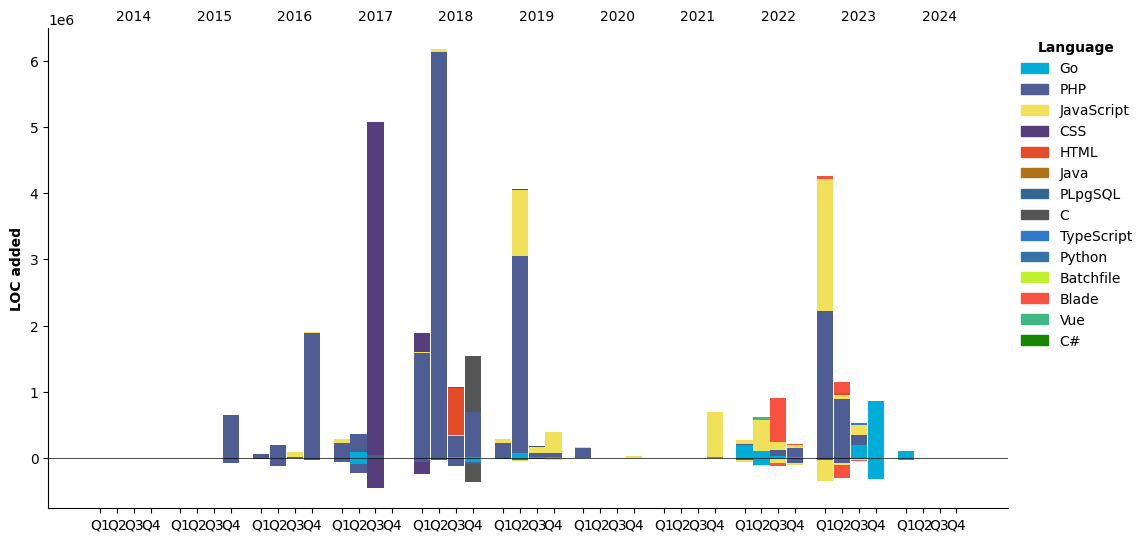 1e6
2014 2015 2016 2017 2018 2019 2020 2021 2022 2023 2024
LOC added
6
5
4
3
2
1
0
Q1Q2Q3Q4 Q1Q2Q3Q4 Q1Q2Q3Q4 Q1Q2Q3Q4 Q1Q2Q3Q4 Q1Q2Q3Q4 Q1Q2Q3Q4 Q1Q2Q3Q4 Q1Q2Q3Q4 Q1Q2Q3Q4 Q1Q2Q3Q4
Language
Go
PHP
JavaScript
CSS
HTML
Java
PLpgSQL
C
TypeScript
Python
Batchfile
Blade
Vue
C#